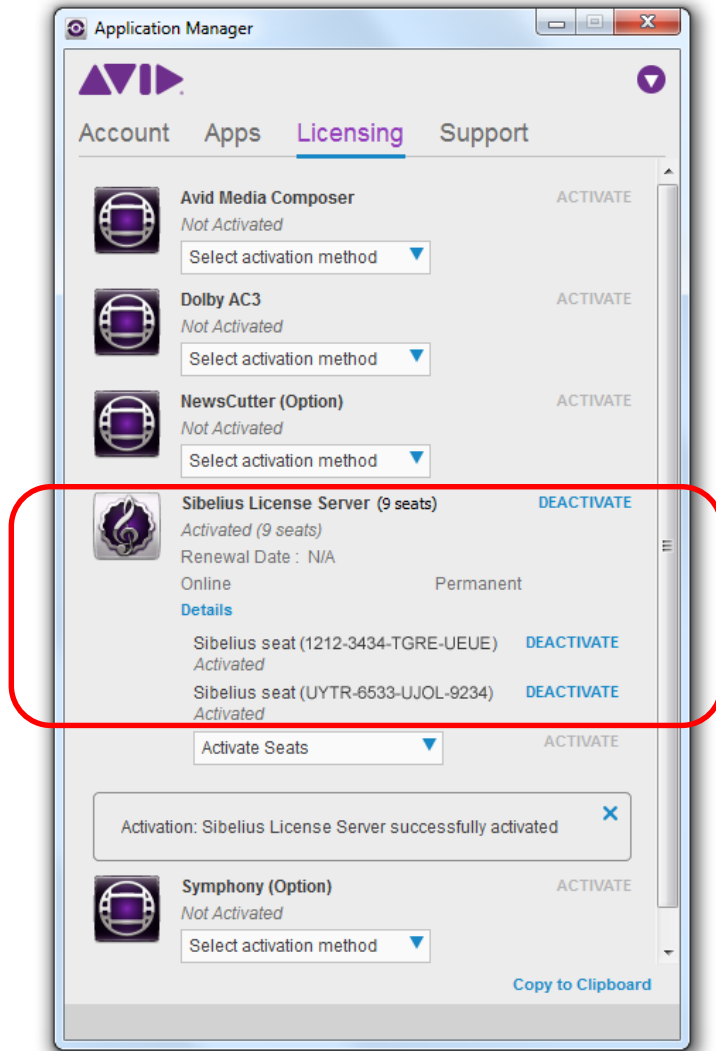 Application Manager
AVID
Account Apps Licensing Support
Avid Media Composer ACTIVATE
Not Activated
Select activation method
Dolby AC3 ACTIVATE
Not Activated
Select activation method
NewsCutter (Option) ACTIVATE
Not Activated
Select activation method
Sibelius License Server (9 seats) DEACTIVATE
Activated (9 seats)
Renewal Date : N/A
Online Permanent
Details
Sibelius seat (1212-3434-TGRE-UEUE) DEACTIVATE
Activated
Sibelius seat (UYTR-6533-UJOL-9234) DEACTIVATE
Activated
Activate Seats ACTIVATE
Activation: Sibelius License Server successfully activated
Symphony (Option) ACTIVATE
Not Activated
Select activation method
Copy to Clipboard